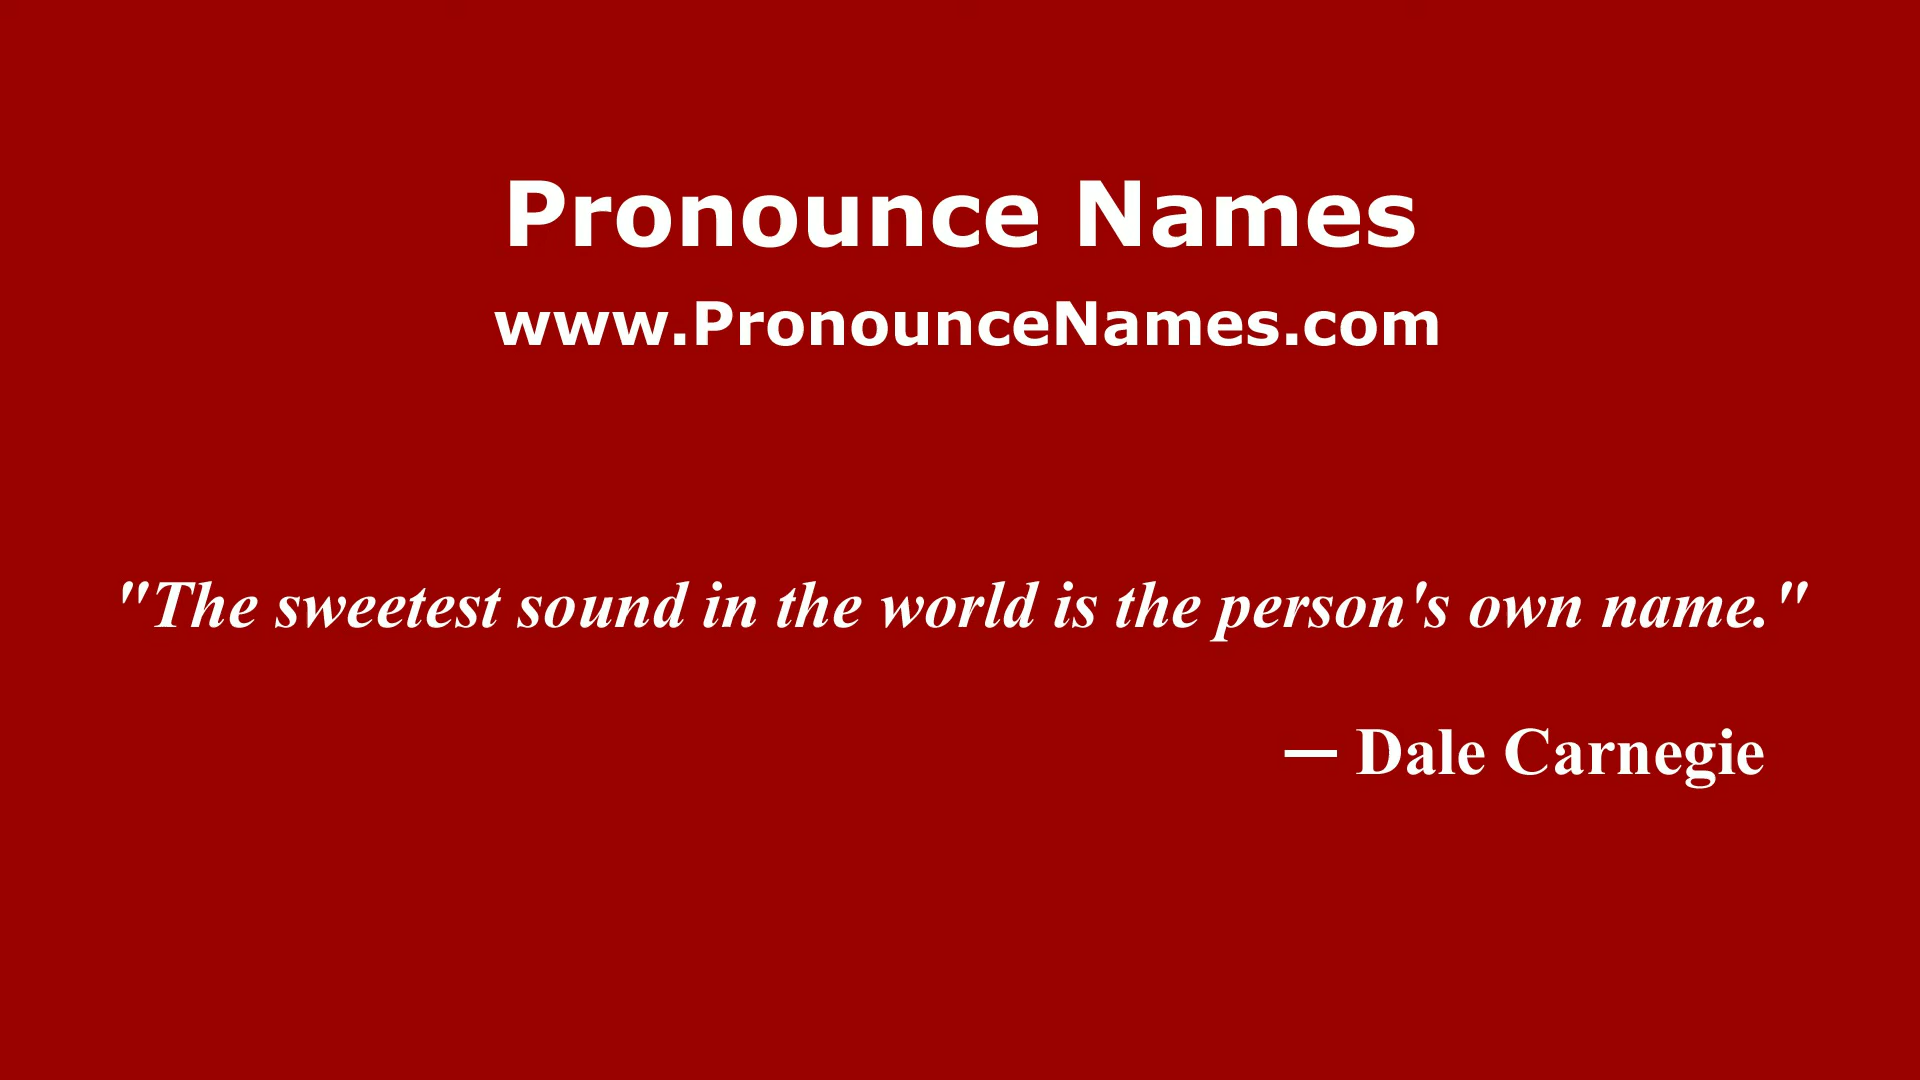 Pronounce Names
www.PronounceNames.com
"The sweetest sound in the world is the person's own name."
— Dale Carnegie